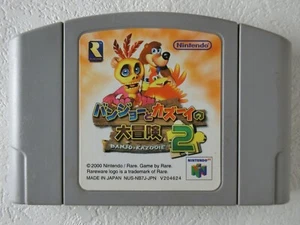 RARE
Nintendo
バンジョーとカズーイの
大冒険
2
BANJO-KAZOOIE
© 2000 Nintendo / Rare. Game by Rare.
Rareware logo is a trademark of Rare.
MADE IN JAPAN NUS-NB7J-JPN V204624
NINTENDO 64